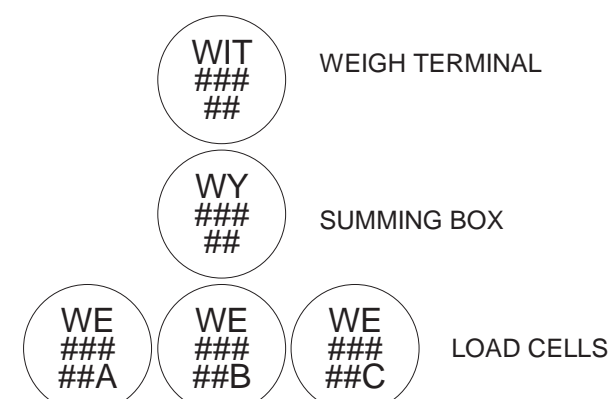 WIT
###
##
WEIGH TERMINAL
WY
###
##
SUMMING BOX
WE
###
##A
WE
###
##B
WE
###
##C
LOAD CELLS